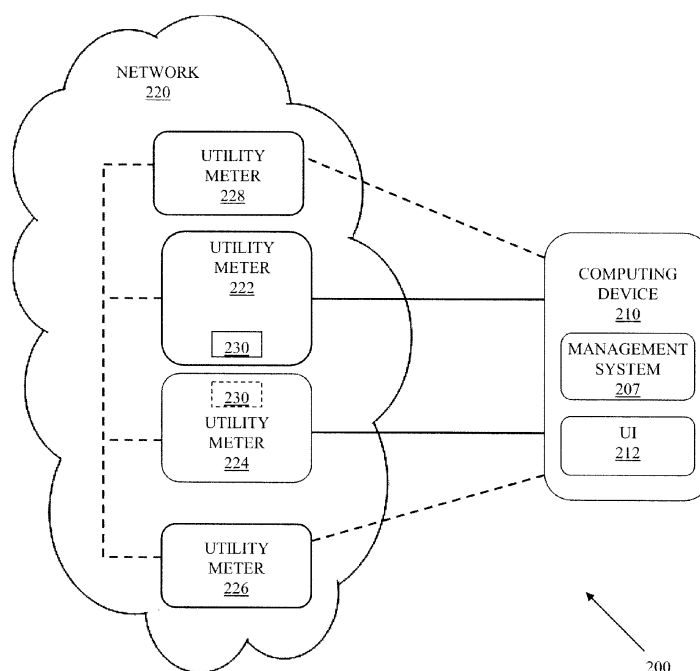 NETWORK
220
UTILITY
METER
228
UTILITY
METER
222
230
230
UTILITY
METER
224
UTILITY
METER
226
COMPUTING
DEVICE
210
MANAGEMENT
SYSTEM
207
UI
212
200